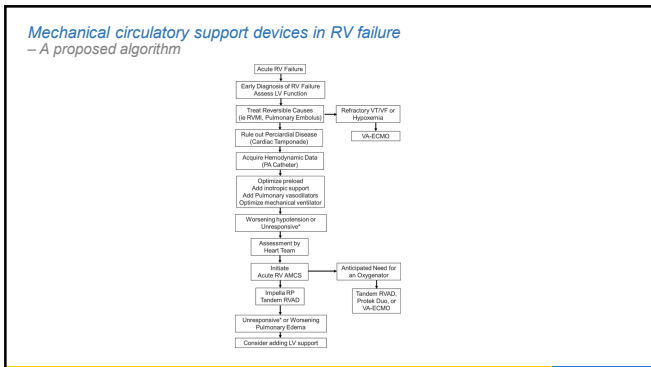 Mechanical circulatory support devices in RV failure
– A proposed algorithm
Acute RV Failure
Early Diagnosis of RV Failure
Assess LV Function
Treat Reversible Causes
(ie RVMI, Pulmonary Embolus)
Refractory VT/VF or
Hypoxemia
VA-ECMO
Rule out Perciardial Disease
(Cardiac Tamponade)
Acquire Hemodynamic Data
(PA Catheter)
Optimize preload
Add inotropic support
Add Pulmonary vasodilators
Optimize mechanical ventilator
Worsening hypotension or
Unresponsive*
Assessment by
Heart Team
Initiate
Acute RV AMCS
Anticipated Need for
an Oxygenator
Impella RP
Tandem RVAD
Tandem RVAD,
Protek Duo, or
VA-ECMO
Unresponsive* or Worsening
Pulmonary Edema
Consider adding LV support